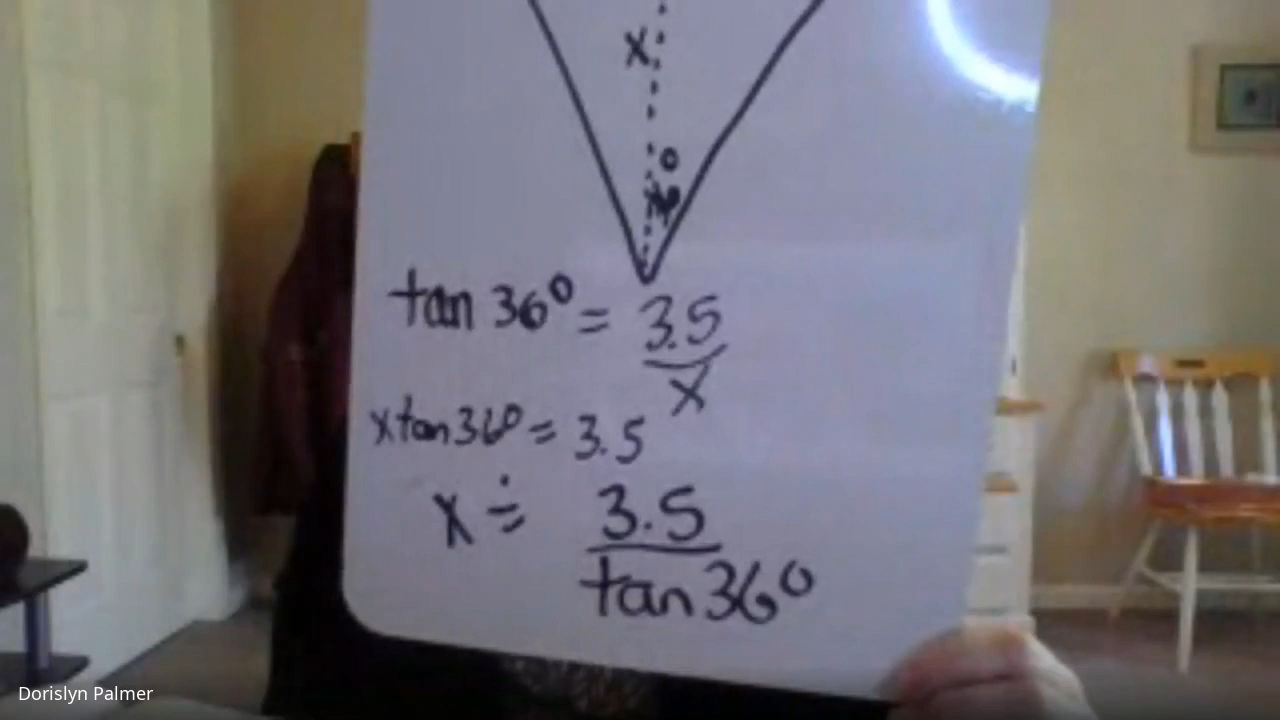 x
tan 36° = 3.5/x
x tan 36° = 3.5
x ≐ 3.5/tan 36°
Dorislyn Palmer